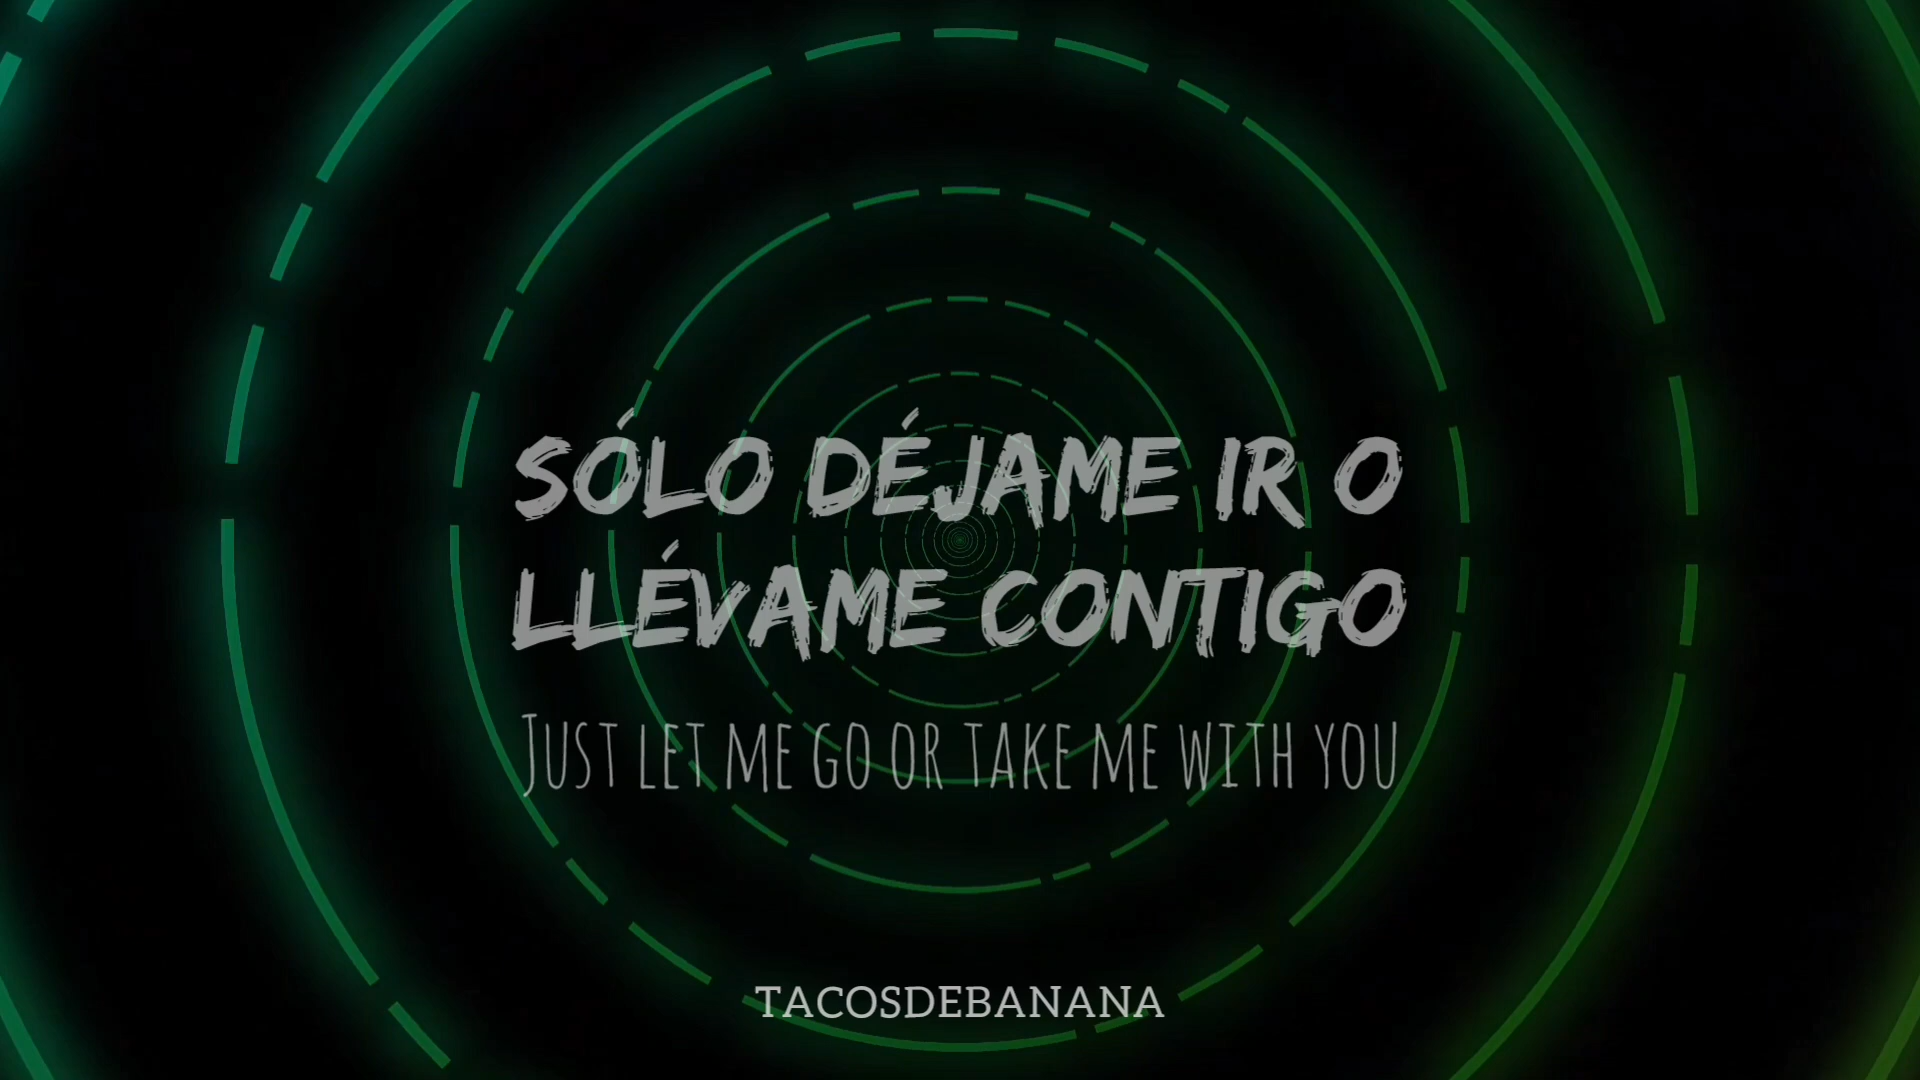 SÓLO DÉJAME IR O
LLÉVAME CONTIGO
JUST LET ME GO OR TAKE ME WITH YOU
TACOSDEBANANA